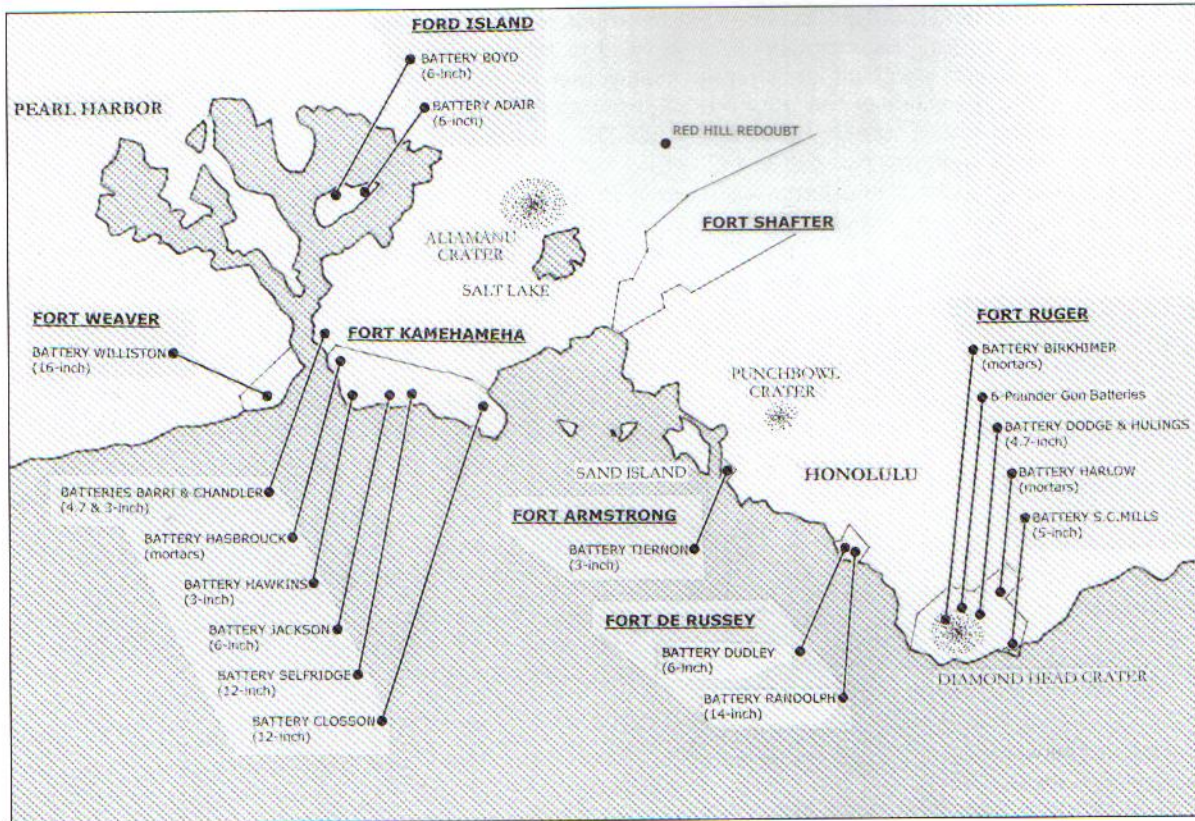 FORD ISLAND
BATTERY BOYD
(6-inch)
BATTERY ADAIR
(6-inch)
PEARL HARBOR
RED HILL REDOUBT
ALIAMANU
CRATER
SALT LAKE
FORT SHAFTER
FORT WEAVER
BATTERY WILLISTON
(16-inch)
FORT KAMEHAMEHA
BATTERIES BARRI & CHANDLER
(4.7 & 3-inch)
BATTERY HASBROUCK
(mortars)
BATTERY HAWKINS
(3-inch)
BATTERY JACKSON
(6-inch)
BATTERY SELFRIDGE
(12-inch)
BATTERY CLOSSON
(12-inch)
PUNCHBOWL
CRATER
SAND ISLAND
HONOLULU
FORT ARMSTRONG
BATTERY TIERNON
(3-inch)
FORT DE RUSSEY
BATTERY DUDLEY
(6-inch)
BATTERY RANDOLPH
(14-inch)
FORT RUGER
BATTERY BIRKHIMER
(mortars)
6-Pounder Gun Batteries
BATTERY DODGE & HULINGS
(4.7-inch)
BATTERY HARLOW
(mortars)
BATTERY S.C.MILLS
(5-inch)
DIAMOND HEAD CRATER